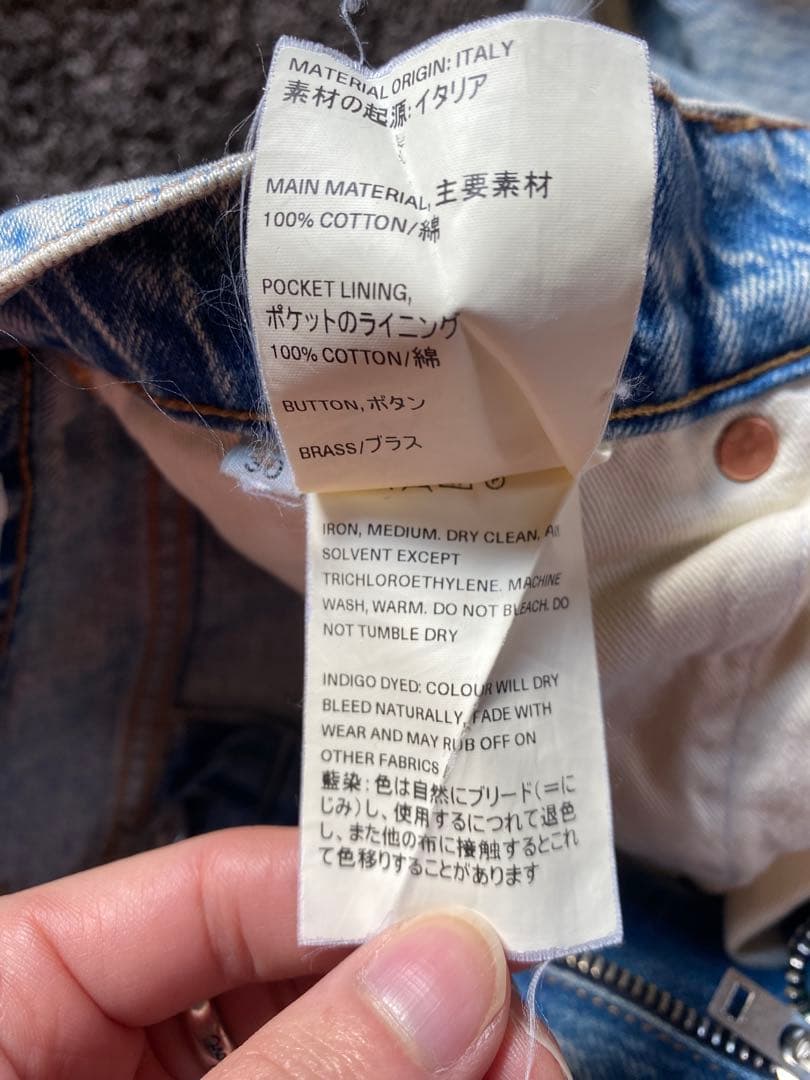 MATERIAL ORIGIN: ITALY
素材の起源:イタリア
MAIN MATERIAL,主要素材
100% COTTON/綿
POCKET LINING,
ポケットのライニング
100% COTTON/綿
BUTTON,ボタン
BRASS/ブラス
30
IRON, MEDIUM. DRY CLEAN. All
SOLVENT EXCEPT
TRICHLOROETHYLENE. MACHINE
WASH, WARM. DO NOT BLEACH. DO
NOT TUMBLE DRY
INDIGO DYED: COLOUR WILL DRY
BLEED NATURALLY, FADE WITH
WEAR AND MAY RUB OFF ON
OTHER FABRICS
藍染:色は自然にブリード(=に
じみ)し、使用するにつれて退色
し、また他の布に接触するとこれ
て色移りすることがあります